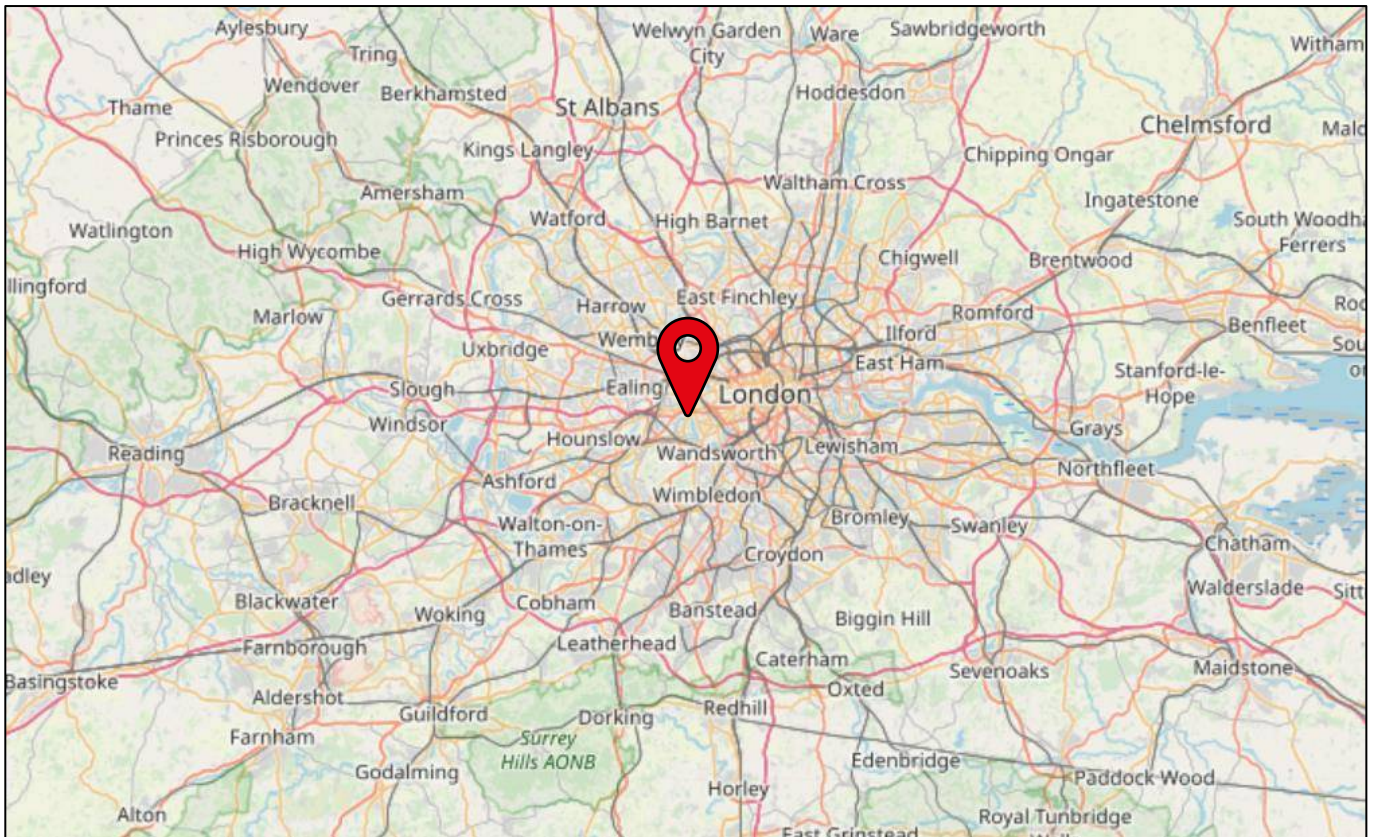 Aylesbury
Welwyn Garden
City
Ware
Sawbridgeworth
Witham
Tring
Wendover
Berkhamsted
Hoddesdon
Thame
St Albans
Chelmsford
Princes Risborough
Kings Langley
Chipping Ongar
Amersham
Waltham Cross
Ingatestone
Watlington
Watford
High Barnet
South Woodha
Ferrers
High Wycombe
Chigwell
Brentwood
llingford
Gerrards Cross
Harrow
East Finchley
Marlow
Romford
Benfleet
Uxbridge
Ilford
East Ham
Slough
Ealing
London
Stanford-le-
Hope
Windsor
Hounslow
Grays
Reading
Wandsworth
Lewisham
Northfleet
Ashford
Bracknell
Wimbledon
Walton-on-
Thames
Bromley
Swanley
Croydon
Chatham
adley
Walderslade
Sitt
Blackwater
Woking
Cobham
Banstead
Biggin Hill
Farnborough
Leatherhead
Caterham
Sevenoaks
Maidstone
Basingstoke
Aldershot
Oxted
Guildford
Dorking
Redhill
Farnham
Surrey
Hills AONB
Edenbridge
Godalming
Paddock Wood
Horley
Alton
Royal Tunbridge
East Grinstead